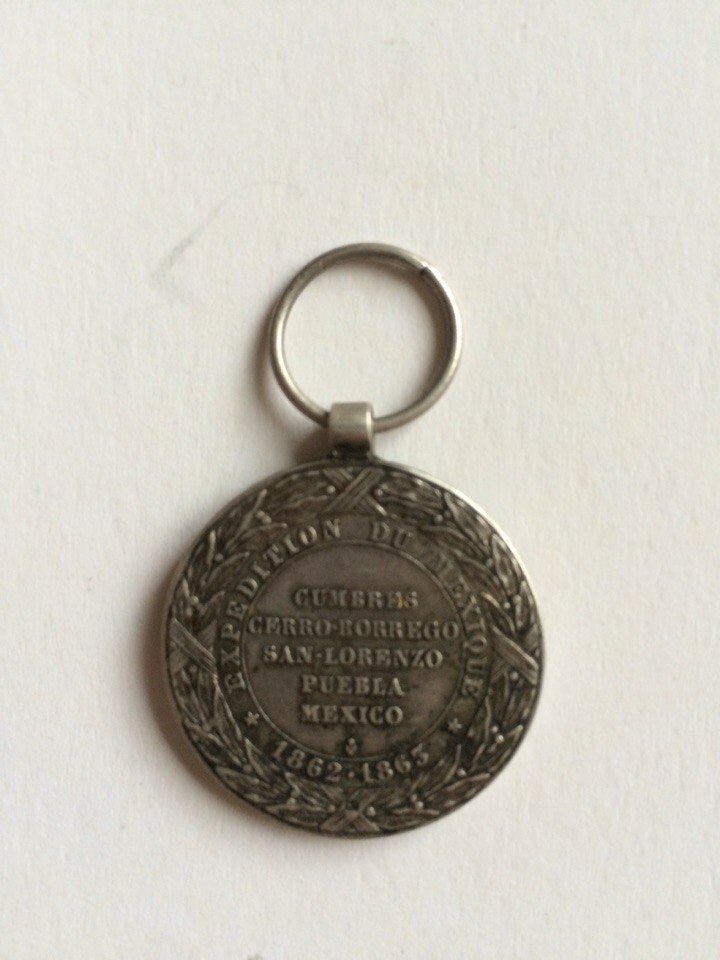 EXPEDITION DU MEXIQUE
CUMBRES
CERRO-BORREGO
SAN-LORENZO
PUEBLA
MEXICO
1862·1863